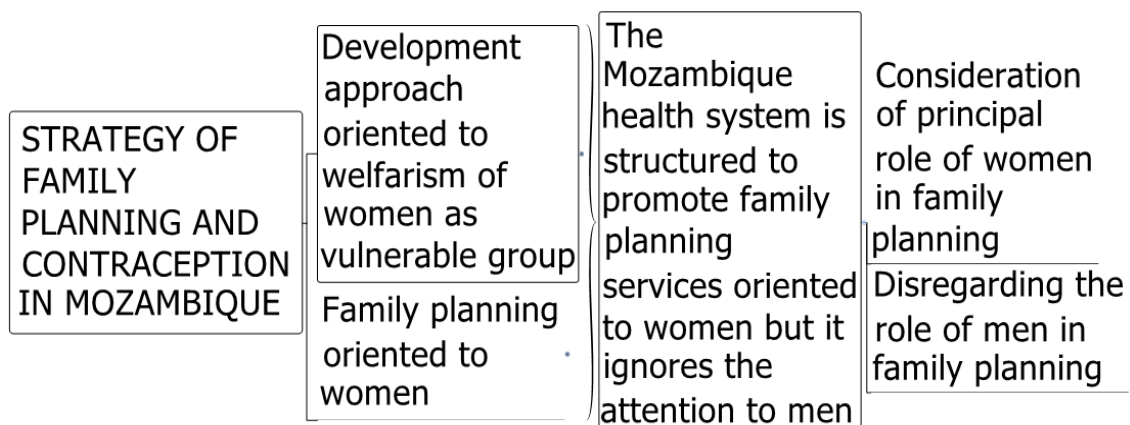 STRATEGY OF
FAMILY
PLANNING AND
CONTRACEPTION
IN MOZAMBIQUE
Development
approach
oriented to
welfarism of
women as
vulnerable group
Family planning
oriented to
women
The
Mozambique
health system is
structured to
promote family
planning
services oriented
to women but it
ignores the
attention to men
Consideration
of principal
role of women
in family
planning
Disregarding the
role of men in
family planning